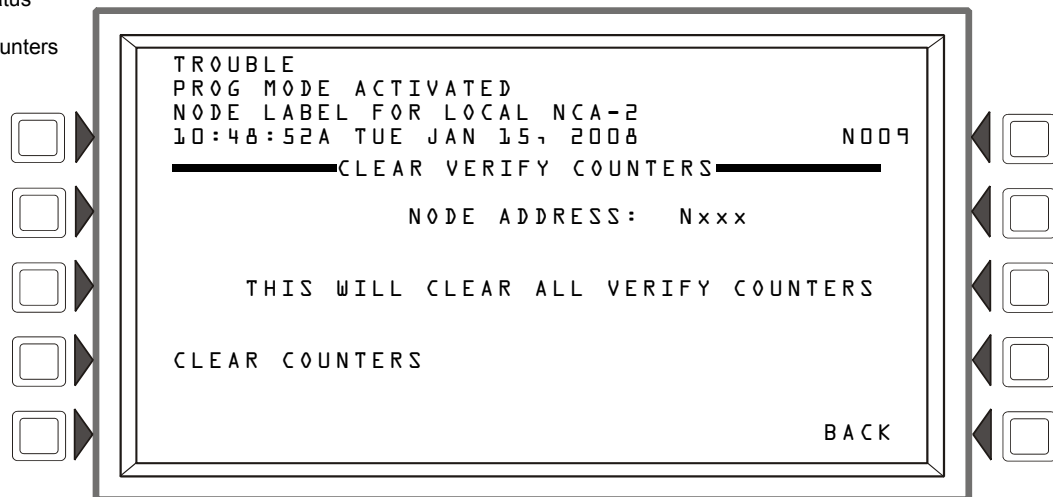 unters
TROUBLE
PROG MODE ACTIVATED
NODE LABEL FOR LOCAL NCA-2
10:48:52A TUE JAN 15, 2008 N009
CLEAR VERIFY COUNTERS
NODE ADDRESS: Nxxx
THIS WILL CLEAR ALL VERIFY COUNTERS
CLEAR COUNTERS
BACK